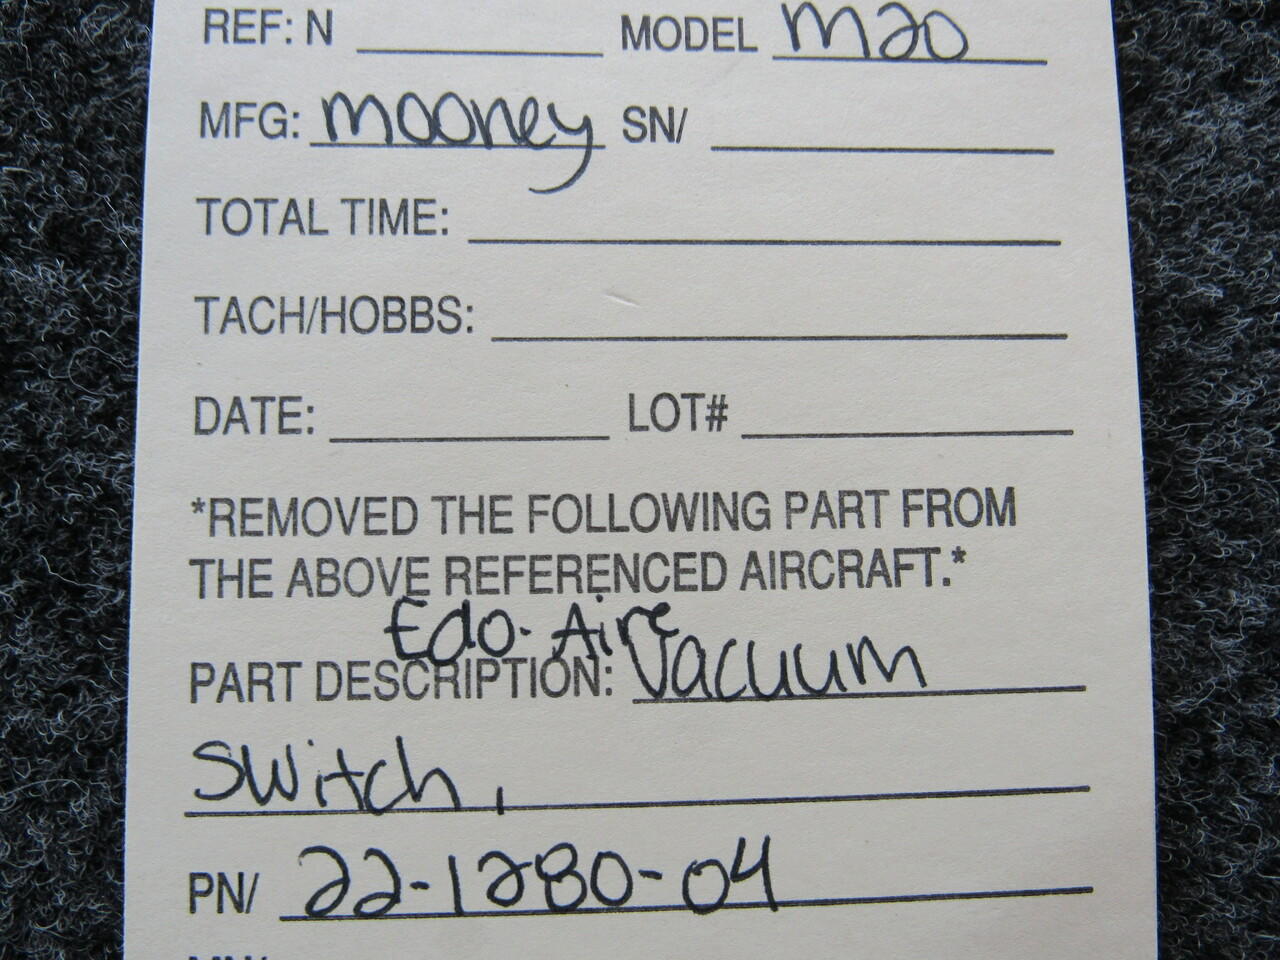 REF: N MODEL M20
MFG: Mooney SN/
TOTAL TIME:
TACH/HOBBS:
DATE: LOT#
*REMOVED THE FOLLOWING PART FROM
THE ABOVE REFERENCED AIRCRAFT.*
Edo-Aire
PART DESCRIPTION: Vacuum
Switch,
PN/ 22-1280-04